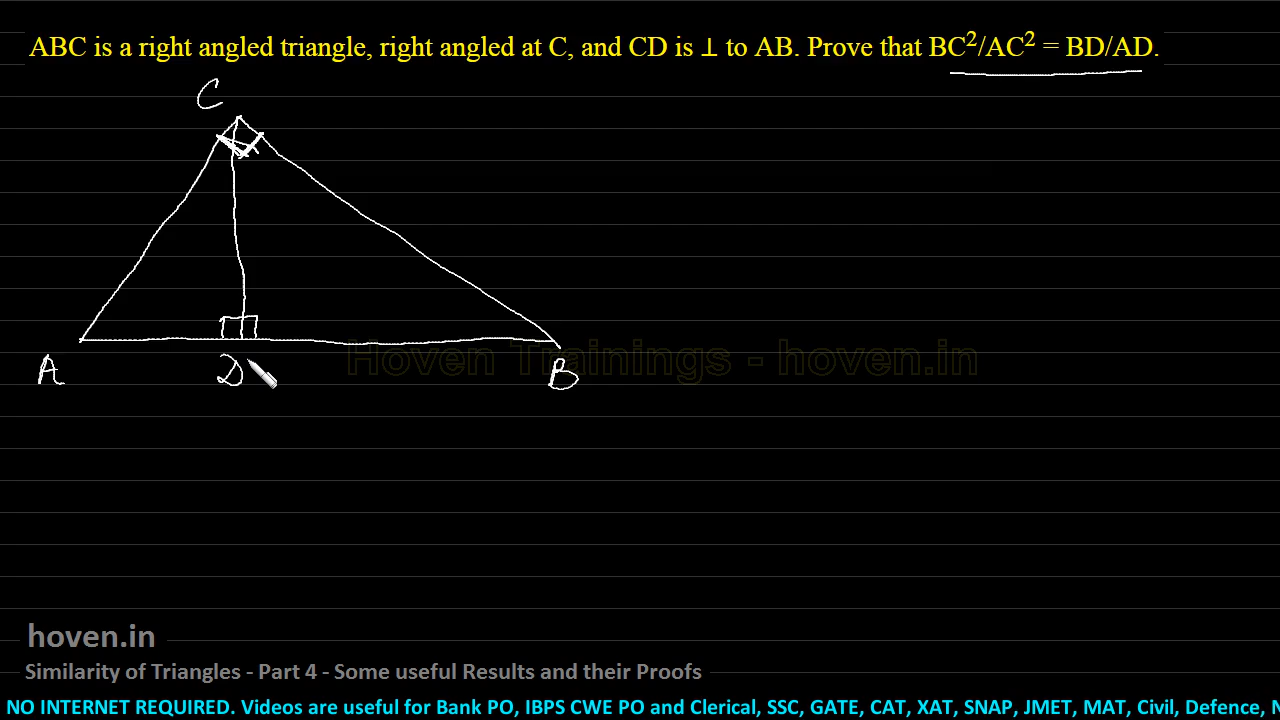 ABC is a right angled triangle, right angled at C, and CD is ⊥ to AB. Prove that BC²/AC² = BD/AD.
C
A
D
B
Hoven Trainings - hoven.in
hoven.in
Similarity of Triangles - Part 4 - Some useful Results and their Proofs
NO INTERNET REQUIRED. Videos are useful for Bank PO, IBPS CWE PO and Clerical, SSC, GATE, CAT, XAT, SNAP, JMET, MAT, Civil, Defence,